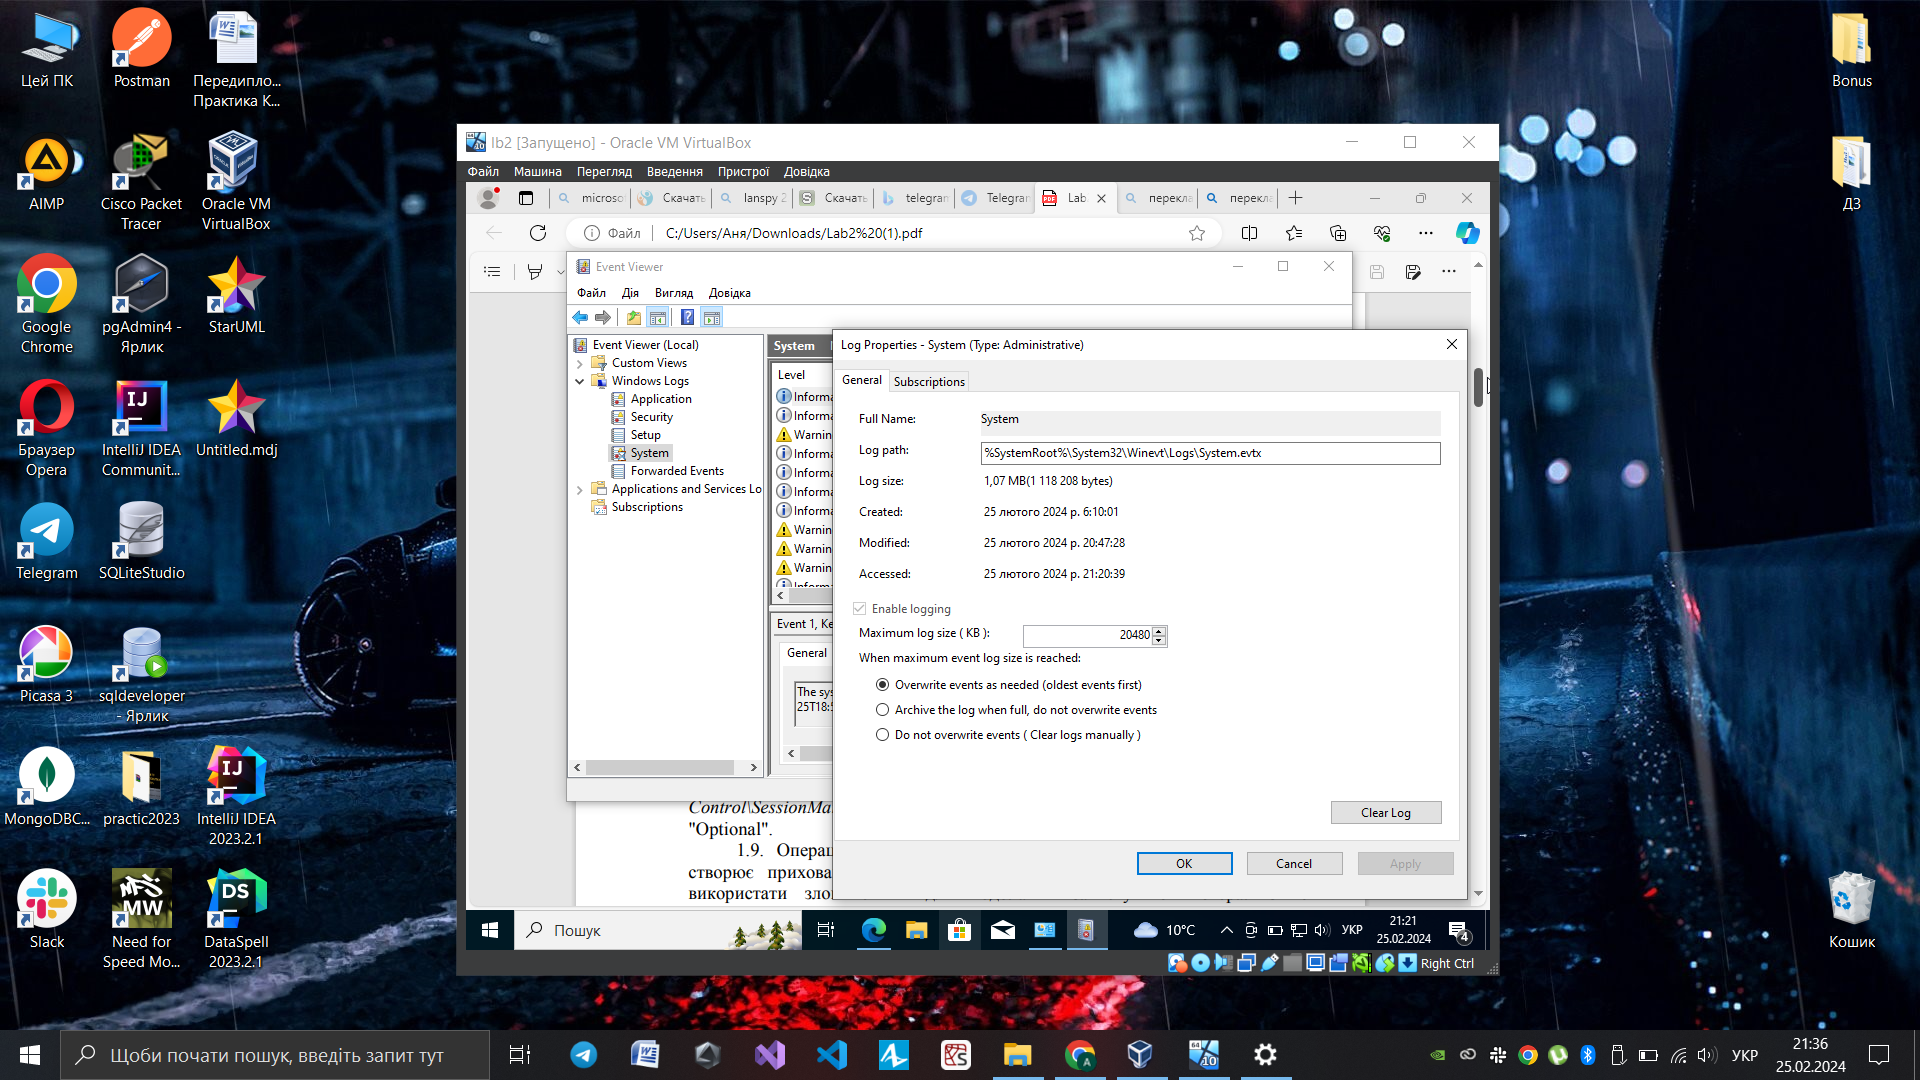 Цей ПК
Postman
Передипло...
Практика К...
AIMP
Cisco Packet
Tracer
Oracle VM
VirtualBox
Google
Chrome
pgAdmin4 -
Ярлик
StarUML
Браузер
Opera
IntelliJ IDEA
Communit...
Untitled.mdj
Telegram
SQLiteStudio
Picasa 3
sqldeveloper
- Ярлик
MongoDBC...
practic2023
IntelliJ IDEA
2023.2.1
Slack
Need for
Speed Mo...
DataSpell
2023.2.1
Bonus
ДЗ
Кошик
Ib2 [Запущено] - Oracle VM VirtualBox
Файл Машина Перегляд Введення Пристрої Довідка
microso Скачать lanspy 2 Скачать telegram Telegram Lab перекла перекла
Файл C:/Users/Аня/Downloads/Lab2%20(1).pdf
Event Viewer
Файл Дія Вигляд Довідка
Event Viewer (Local)
Custom Views
Windows Logs
Application
Security
Setup
System
Forwarded Events
Applications and Services Lo
Subscriptions
System
Level
Informa
Informa
Warnin
Informa
Informa
Informa
Informa
Warnin
Warnin
Warnin
Informa
Event 1, Ke
General
The sys
25T18:5
Log Properties - System (Type: Administrative)
General Subscriptions
Full Name: System
Log path: %SystemRoot%\System32\Winevt\Logs\System.evtx
Log size: 1,07 MB(1 118 208 bytes)
Created: 25 лютого 2024 р. 6:10:01
Modified: 25 лютого 2024 р. 20:47:28
Accessed: 25 лютого 2024 р. 21:20:39
Enable logging
Maximum log size ( KB ): 20480
When maximum event log size is reached:
Overwrite events as needed (oldest events first)
Archive the log when full, do not overwrite events
Do not overwrite events ( Clear logs manually )
Clear Log
OK Cancel Apply
Control\SessionMa
"Optional".
1.9. Операц
створює прихова
використати зло
Пошук
10°C
УКР
21:21
25.02.2024
4
Right Ctrl
Щоби почати пошук, введіть запит тут
УКР
21:36
25.02.2024